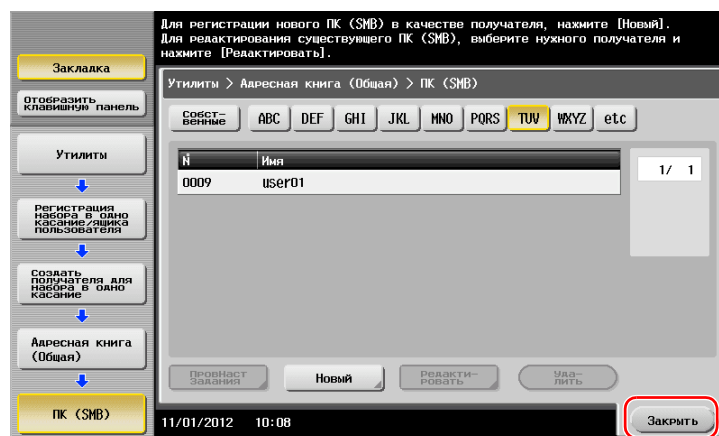 Для регистрации нового ПК (SMB) в качестве получателя, нажмите [Новый].
Для редактирования существующего ПК (SMB), выберите нужного получателя и
нажмите [Редактировать].
Закладка
Отобразить
клавишную панель
Утилиты
Регистрация
набора в одно
касание/ящика
пользователя
Создать
получателя для
набора в одно
касание
Адресная книга
(Общая)
ПК (SMB)
Утилиты > Адресная книга (Общая) > ПК (SMB)
Собст-
венные
ABC
DEF
GHI
JKL
MNO
PQRS
TUV
WXYZ
etc
N Имя
0009 user01
1/ 1
ПровНаст
Задания
Новый
Редакти-
ровать
Уда-
лить
11/01/2012 10:08
Закрыть